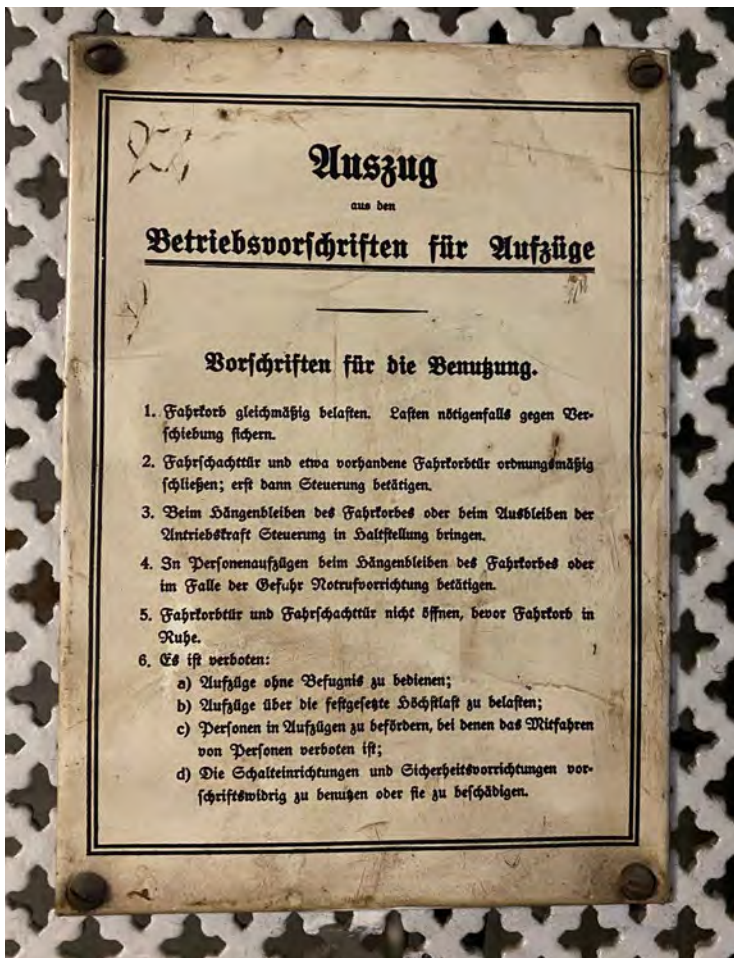 Auszug
aus den
Betriebsvorschriften für Aufzüge
Vorschriften für die Benutzung.
1. Fahrkorb gleichmäßig belasten. Lasten nötigenfalls gegen Ver-
schiebung sichern.
2. Fahrschachttür und etwa vorhandene Fahrkorbtür ordnungsmäßig
schließen; erst dann Steuerung betätigen.
3. Beim Hängenbleiben des Fahrkorbes oder beim Ausbleiben der
Antriebskraft Steuerung in Haltstellung bringen.
4. In Personenaufzügen beim Hängenbleiben des Fahrkorbes oder
im Falle der Gefahr Notrufvorrichtung betätigen.
5. Fahrkorbtür und Fahrschachttür nicht öffnen, bevor Fahrkorb in
Ruhe.
6. Es ist verboten:
a) Aufzüge ohne Befugnis zu bedienen;
b) Aufzüge über die festgesetzte Höchstlast zu belasten;
c) Personen in Aufzügen zu befördern, bei denen das Mitfahren
von Personen verboten ist;
d) Die Schalteinrichtungen und Sicherheitsvorrichtungen vor-
schriftswidrig zu benutzen oder sie zu beschädigen.